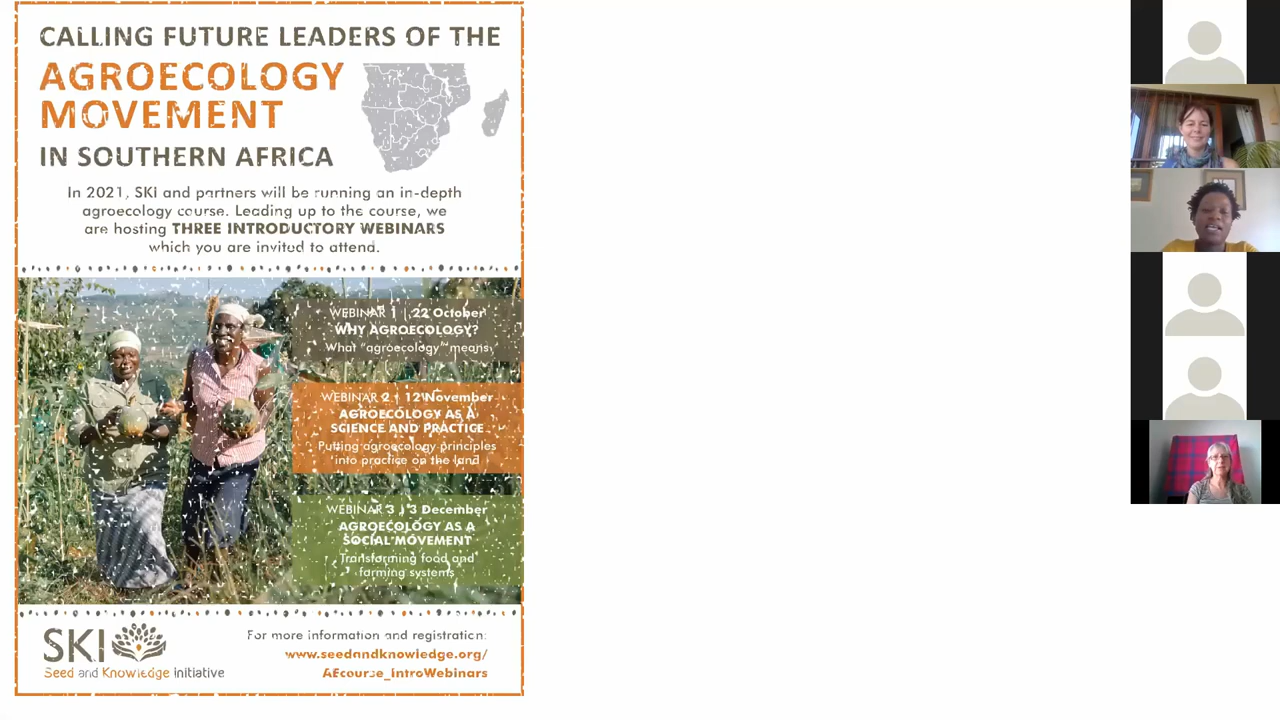 CALLING FUTURE LEADERS OF THE
AGROECOLOGY
MOVEMENT
IN SOUTHERN AFRICA
In 2021, SKI and partners will be running an in-depth
agroecology course. Leading up to the course, we
are hosting THREE INTRODUCTORY WEBINARS
which you are invited to attend.
WEBINAR 1 | 22 October
WHY AGROECOLOGY?
What "agroecology" means
WEBINAR 2 | 12 November
AGROECOLOGY AS A
SCIENCE AND PRACTICE
Putting agroecology principles
into practice on the land
WEBINAR 3 | 3 December
AGROECOLOGY AS A
SOCIAL MOVEMENT
Transforming food and
farming systems
SKI
Seed and Knowledge Initiative
For more information and registration:
www.seedandknowledge.org/
AEcourse_IntroWebinars